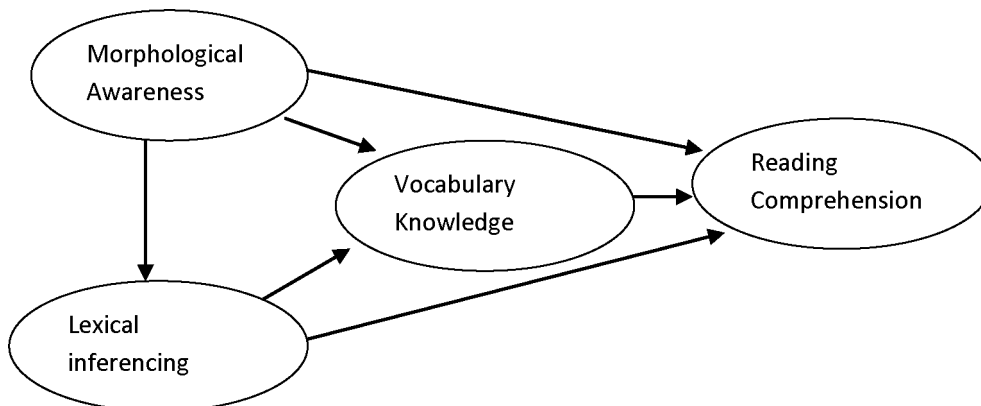 Morphological
Awareness
Vocabulary
Knowledge
Reading
Comprehension
Lexical
inferencing